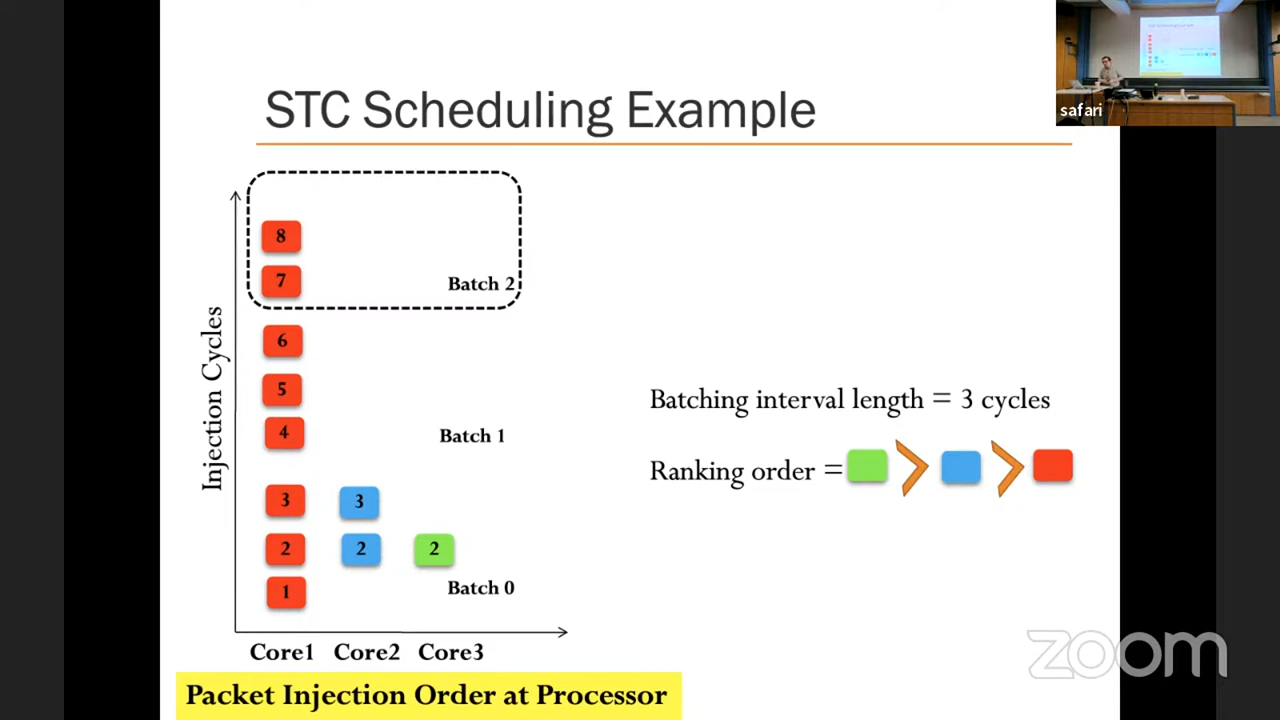 STC Scheduling Example
safari
8
7
Batch 2
6
5
4
Batch 1
3 3
2 2 2
1
Batch 0
Injection Cycles
Core1 Core2 Core3
Packet Injection Order at Processor
Batching interval length = 3 cycles
Ranking order =
zoom